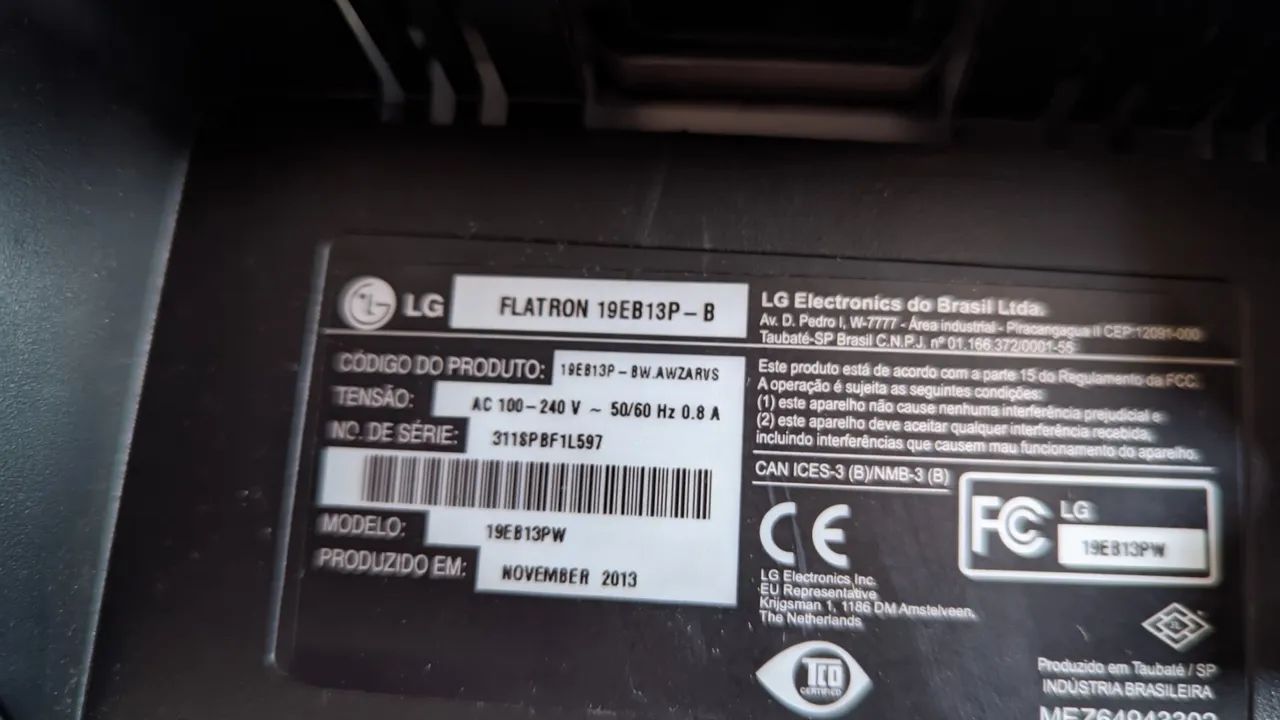 LG FLATRON 19EB13P-B
CÓDIGO DO PRODUTO: 19EB13P-BW.AWZARVS
TENSÃO: AC 100-240 V ~ 50/60 Hz 0.8 A
NO. DE SÉRIE: 311SPBF1L597
MODELO: 19EB13PW
PRODUZIDO EM: NOVEMBER 2013
LG Electronics do Brasil Ltda.
Av. D. Pedro I, W-7777 - Área industrial - Piracangagua II CEP:12091-000
Taubaté-SP Brasil C.N.P.J. nº 01.166.372/0001-55
Este produto está de acordo com a parte 15 do Regulamento da FCC.
A operação é sujeita as seguintes condições:
(1) este aparelho não cause nenhuma interferência prejudicial e
(2) este aparelho deve aceitar qualquer interferência recebida,
incluindo interferências que causem mau funcionamento do aparelho.
CAN ICES-3 (B)/NMB-3 (B)
CE
FC LG
19EB13PW
LG Electronics Inc.
EU Representative
Krijgsman 1, 1186 DM Amstelveen.
The Netherlands
TCO
CERTIFIED
Produzido em Taubaté / SP
INDÚSTRIA BRASILEIRA